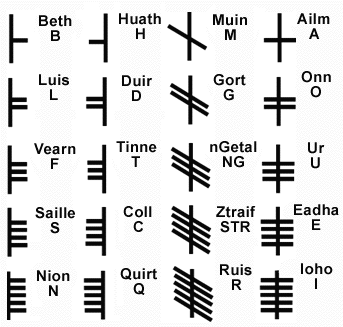 Beth
B
Huath
H
Muin
M
Ailm
A
Luis
L
Duir
D
Gort
G
Onn
O
Vearn
F
Tinne
T
nGetal
NG
Ur
U
Saille
S
Coll
C
Ztraif
STR
Eadha
E
Nion
N
Quirt
Q
Ruis
R
Ioho
I